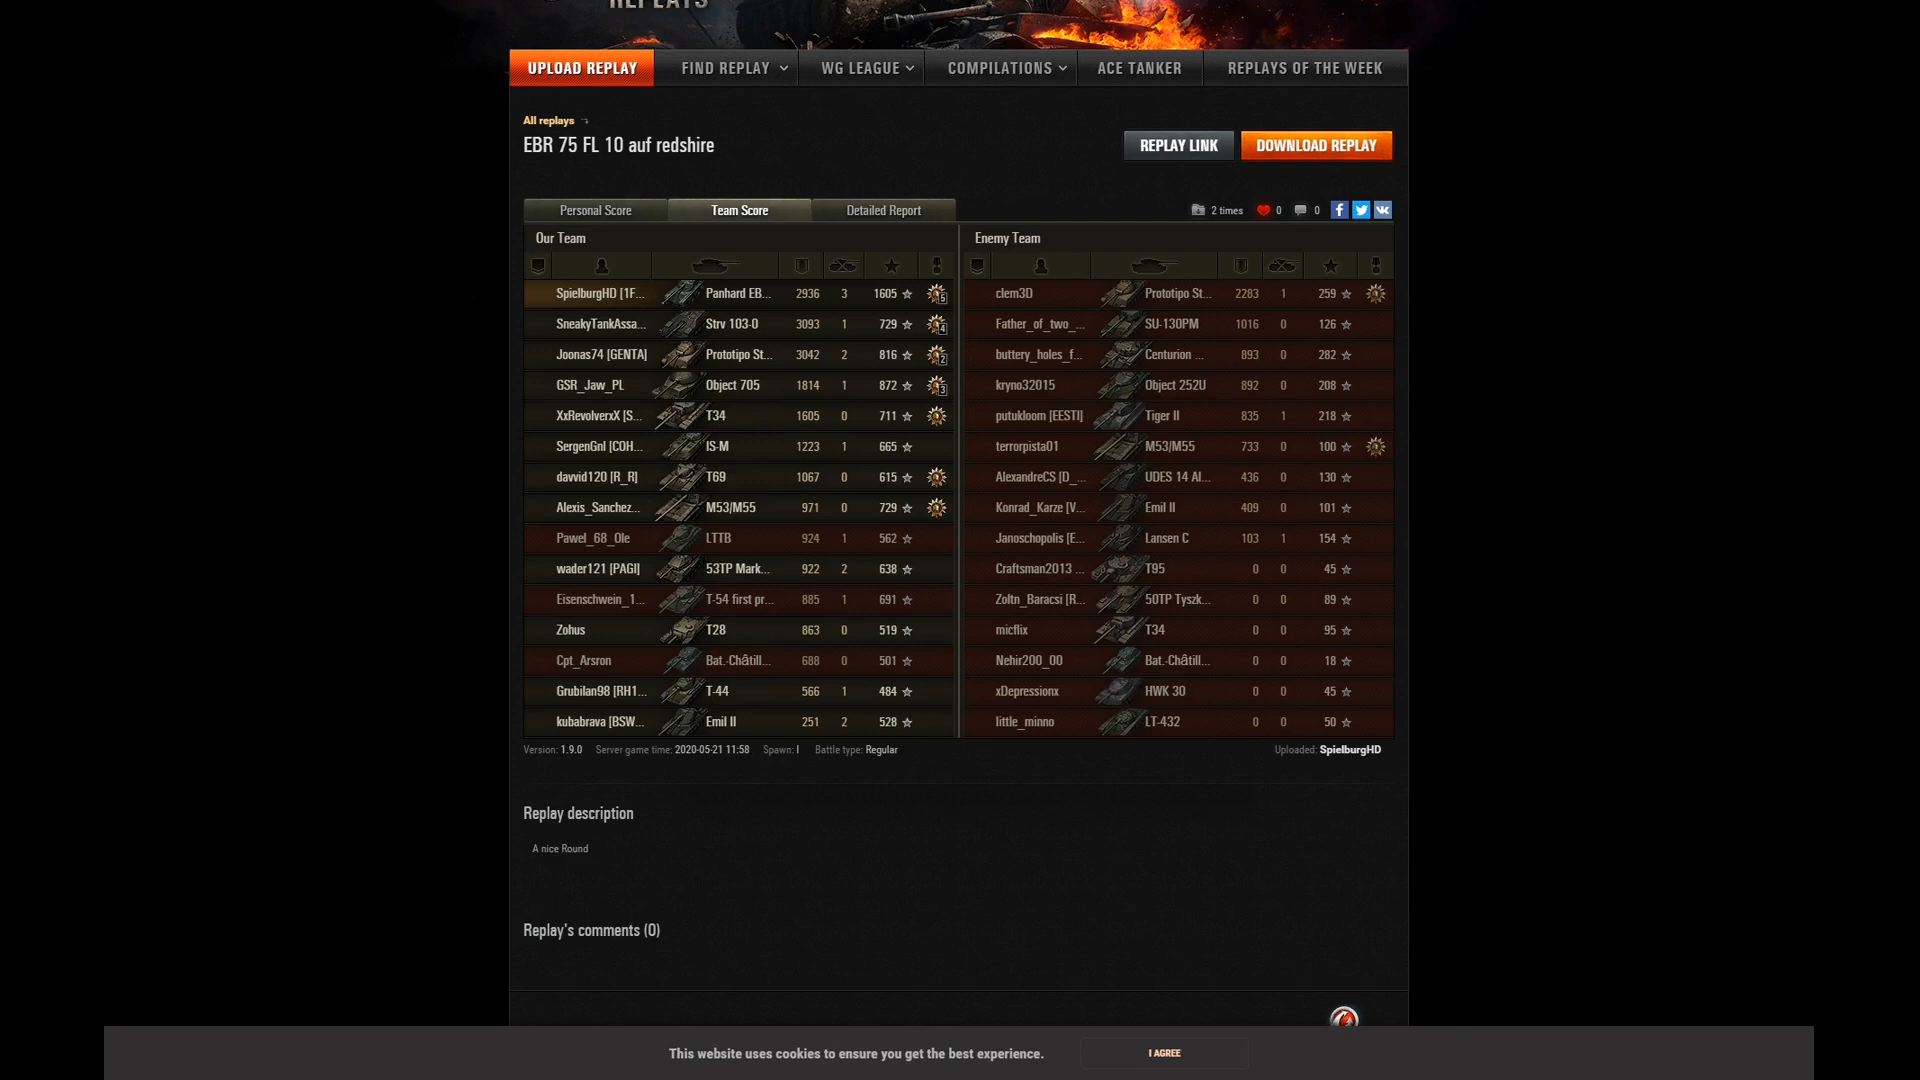 REPLAYS
UPLOAD REPLAY FIND REPLAY WG LEAGUE COMPILATIONS ACE TANKER REPLAYS OF THE WEEK
All replays
EBR 75 FL 10 auf redshire
REPLAY LINK DOWNLOAD REPLAY
Personal Score Team Score Detailed Report 2 times 0 0
Our Team
SpielburgHD [1F... Panhard EB... 2936 3 1605 5
SneakyTankAssa... Strv 103-0 3093 1 729 4
Joonas74 [GENTA] Prototipo St... 3042 2 816 2
GSR_Jaw_PL Object 705 1814 1 872 3
XxRevolverxX [S... T34 1605 0 711
SergenGnl [COH... IS-M 1223 1 665
davvid120 [R_R] T69 1067 0 615
Alexis_Sanchez... M53/M55 971 0 729
Pawel_68_Ole LTTB 924 1 562
wader121 [PAGI] 53TP Mark... 922 2 638
Eisenschwein_1... T-54 first pr... 885 1 691
Zohus T28 863 0 519
Cpt_Arsron Bat.-Châtill... 688 0 501
Grubilan98 [RH1... T-44 566 1 484
kubabrava [BSW... Emil II 251 2 528
Enemy Team
clem3D Prototipo St... 2283 1 259
Father_of_two_... SU-130PM 1016 0 126
buttery_holes_f... Centurion ... 893 0 282
kryno32015 Object 252U 892 0 208
putukloom [EESTI] Tiger II 835 1 218
terrorpista01 M53/M55 733 0 100
AlexandreCS [D_... UDES 14 Al... 436 0 130
Konrad_Karze [V... Emil II 409 0 101
Janoschopolis [E... Lansen C 103 1 154
Craftsman2013 ... T95 0 0 45
Zoltn_Baracsi [R... 50TP Tyszk... 0 0 89
micflix T34 0 0 95
Nehir200_00 Bat.-Châtill... 0 0 18
xDepressionx HWK 30 0 0 45
little_minno LT-432 0 0 50
Version: 1.9.0 Server game time: 2020-05-21 11:58 Spawn: I Battle type: Regular Uploaded: SpielburgHD
Replay description
A nice Round
Replay's comments (0)
This website uses cookies to ensure you get the best experience. I AGREE